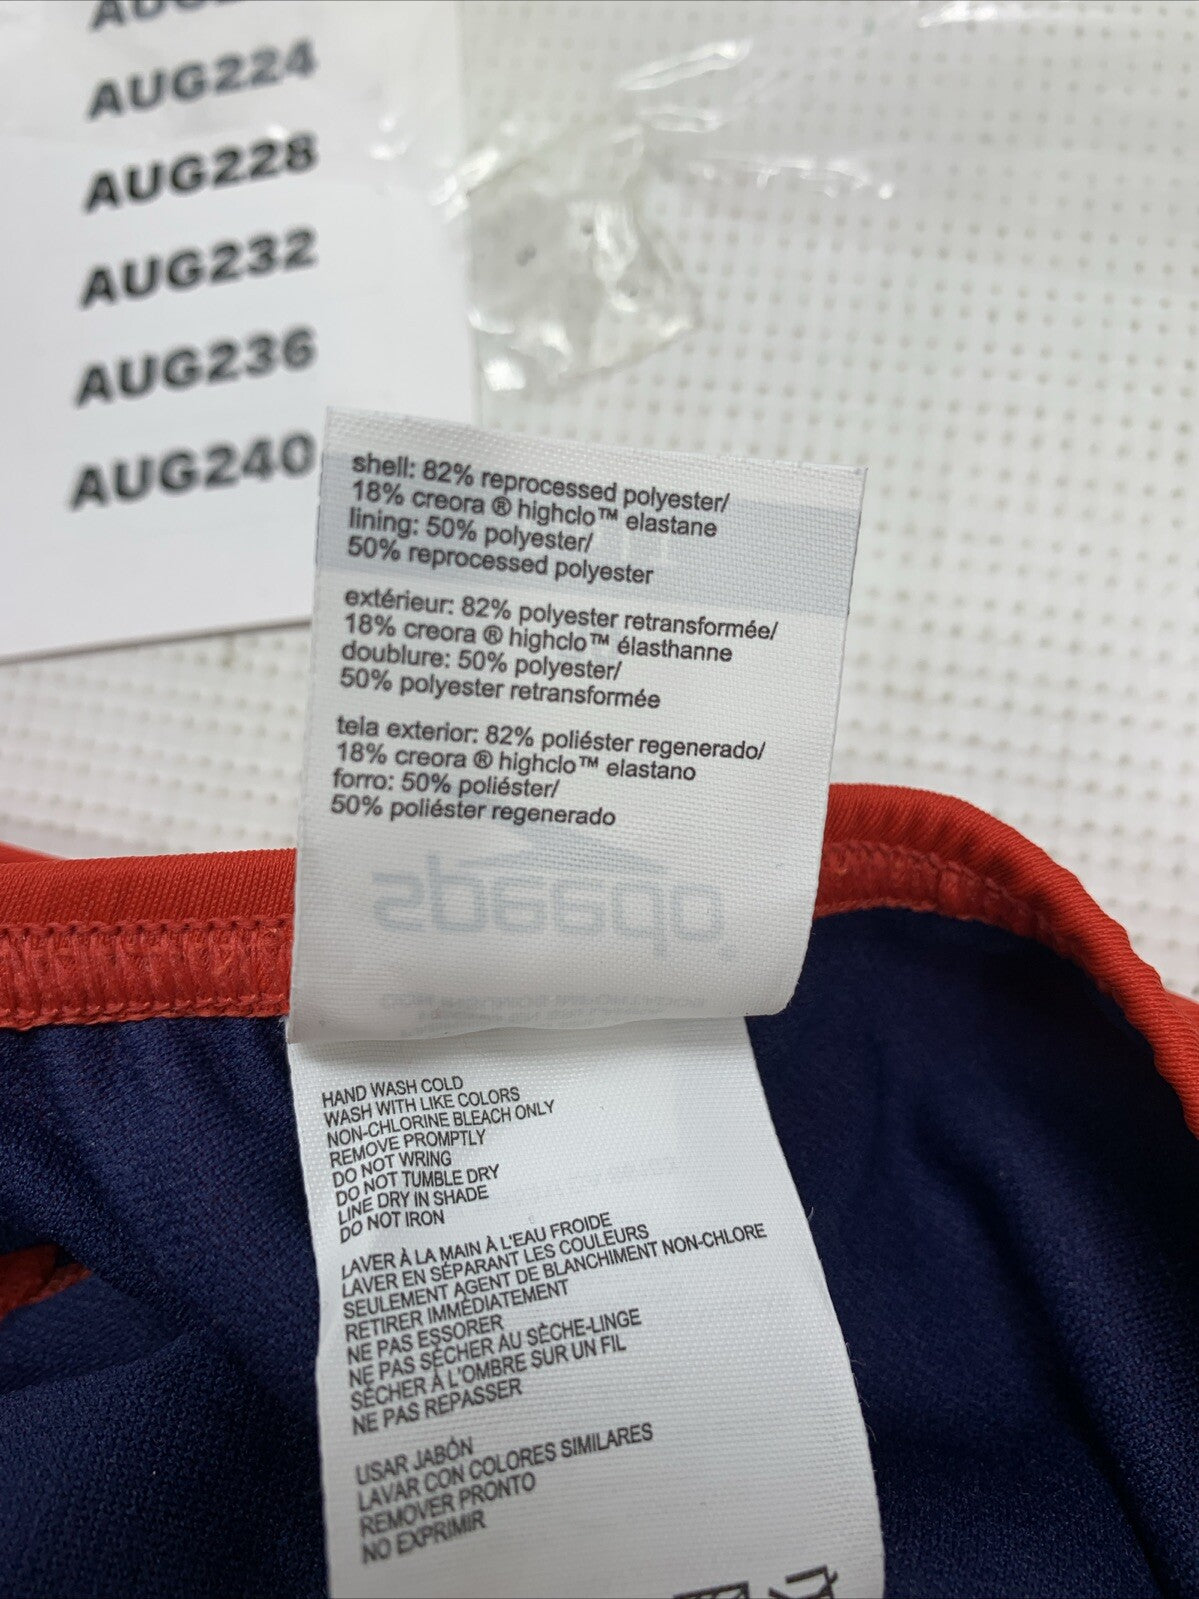 AUG224
AUG228
AUG232
AUG236
AUG240
shell: 82% reprocessed polyester/
18% creora ® highclo™ elastane
lining: 50% polyester/
50% reprocessed polyester
extérieur: 82% polyester retransformée/
18% creora ® highclo™ élasthanne
doublure: 50% polyester/
50% polyester retransformée
tela exterior: 82% poliéster regenerado/
18% creora ® highclo™ elastano
forro: 50% poliéster/
50% poliéster regenerado
speedo
HAND WASH COLD
WASH WITH LIKE COLORS
NON-CHLORINE BLEACH ONLY
REMOVE PROMPTLY
DO NOT WRING
DO NOT TUMBLE DRY
LINE DRY IN SHADE
DO NOT IRON
LAVER À LA MAIN À L'EAU FROIDE
LAVER EN SÉPARANT LES COULEURS
SEULEMENT AGENT DE BLANCHIMENT NON-CHLORE
RETIRER IMMÉDIATEMENT
NE PAS ESSORER
NE PAS SÉCHER AU SÈCHE-LINGE
SÉCHER À L'OMBRE SUR UN FIL
NE PAS REPASSER
USAR JABÓN
LAVAR CON COLORES SIMILARES
REMOVER PRONTO
NO EXPRIMIR